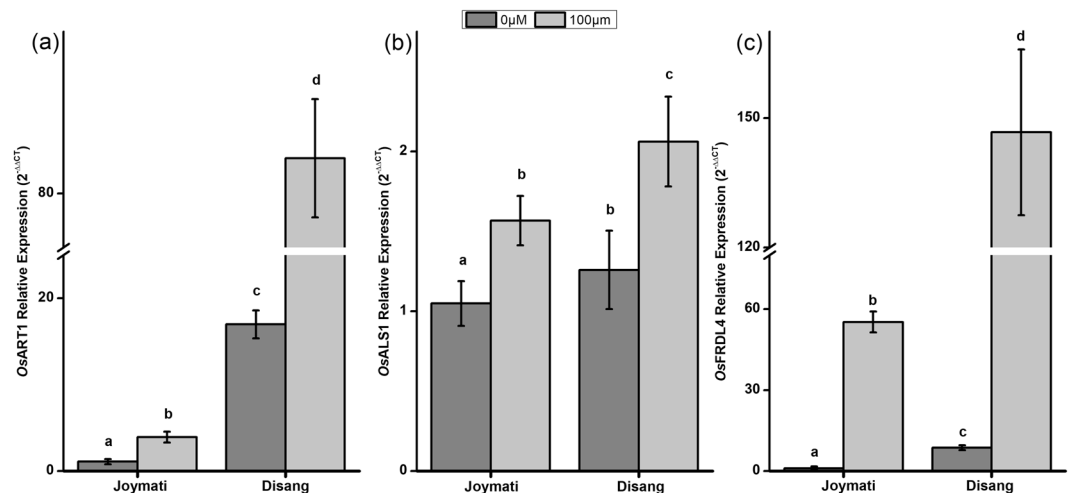 0µM 100µm
(a)
OsART1 Relative Expression (2^-ΔΔCT)
80
20
0
a
b
c
d
Joymati Disang
(b)
OsALS1 Relative Expression (2^-ΔΔCT)
2
1
0
a
b
b
c
Joymati Disang
(c)
OsFRDL4 Relative Expression (2^-ΔΔCT)
150
120
60
30
0
a
b
c
d
Joymati Disang